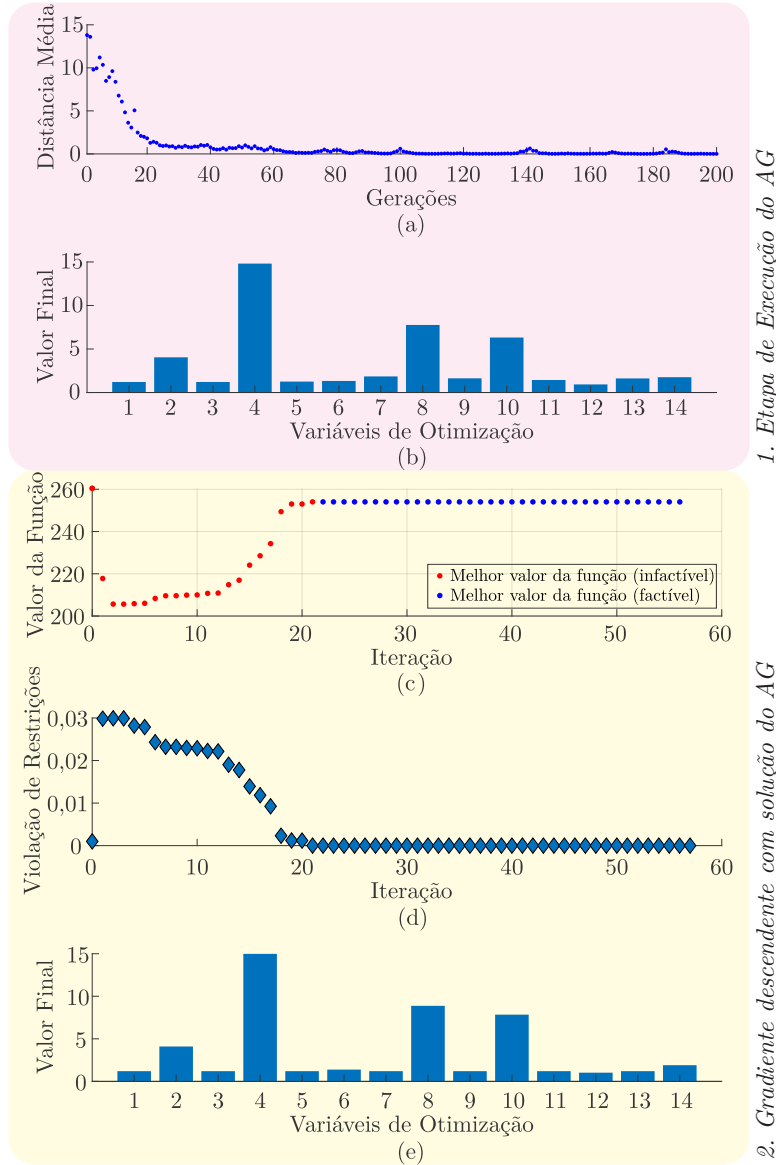 Distância Média
15
10
5
0
0 20 40 60 80 100 120 140 160 180 200
Gerações
(a)
Valor Final
15
10
5
0
1 2 3 4 5 6 7 8 9 10 11 12 13 14
Variáveis de Otimização
(b)
1. Etapa de Execução do AG
Valor da Função
260
240
220
200
Melhor valor da função (infactível)
Melhor valor da função (factível)
0 10 20 30 40 50 60
Iteração
(c)
Violação de Restrições
0,03
0,02
0,01
0
0 10 20 30 40 50 60
Iteração
(d)
Valor Final
15
10
5
0
1 2 3 4 5 6 7 8 9 10 11 12 13 14
Variáveis de Otimização
(e)
2. Gradiente descendente com solução do AG